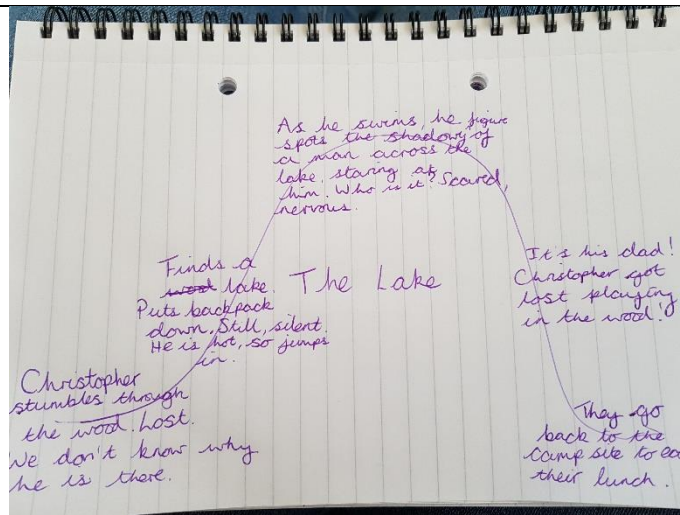 The Lake
Christopher
stumbles through
the wood. Lost.
We don't know why
he is there.
Finds a
lake.
Puts backpack
down. Still, silent.
He is hot, so jumps
in.
As he swims, he figure
spots the shadowy of
a man across the
lake, staring at
him. Who is it? Scared,
nervous.
It's his dad!
Christopher got
lost playing
in the wood!
They go
back to the
camp site to ea
their lunch.